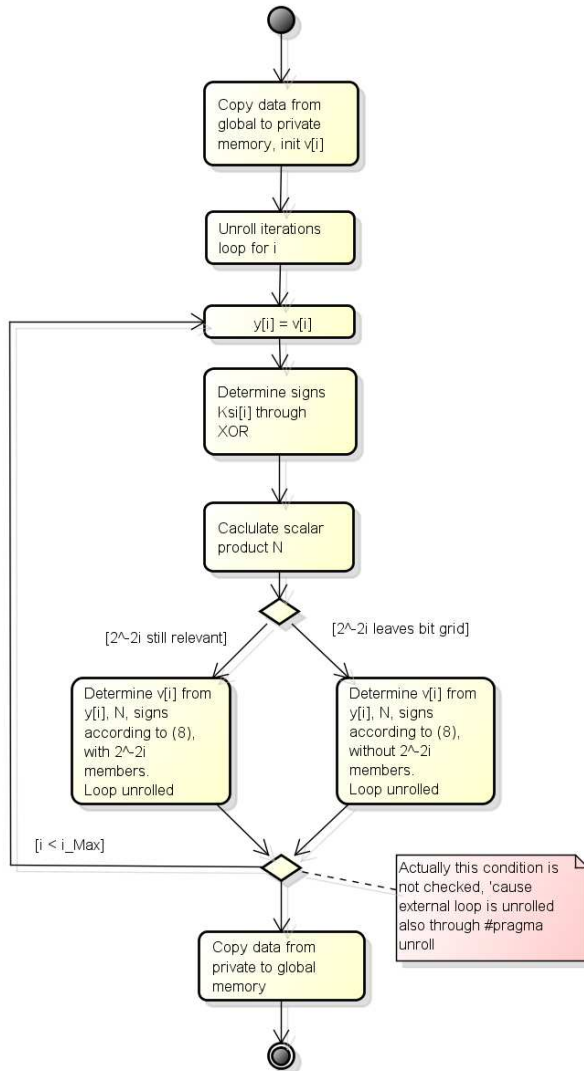 Copy data from
global to private
memory, init v[i]
Unroll iterations
loop for i
y[i] = v[i]
Determine signs
Ksi[i] through
XOR
Caclulate scalar
product N
[2^-2i still relevant]
[2^-2i leaves bit grid]
Determine v[i] from
y[i], N, signs
according to (8),
with 2^-2i
members.
Loop unrolled
Determine v[i] from
y[i], N, signs
according to (8),
without 2^-2i
members.
Loop unrolled
[i < i_Max]
Actually this condition is
not checked, 'cause
external loop is unrolled
also through #pragma
unroll
Copy data from
private to global
memory